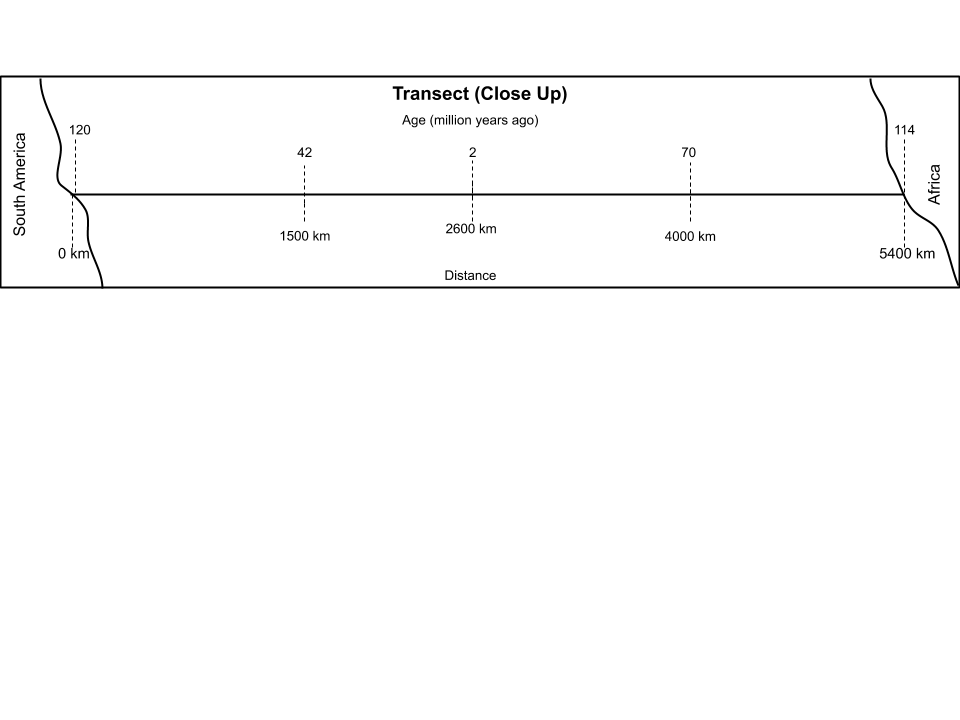 Transect (Close Up)
Age (million years ago)
120
42
2
70
114
South America
Africa
0 km
1500 km
2600 km
4000 km
5400 km
Distance